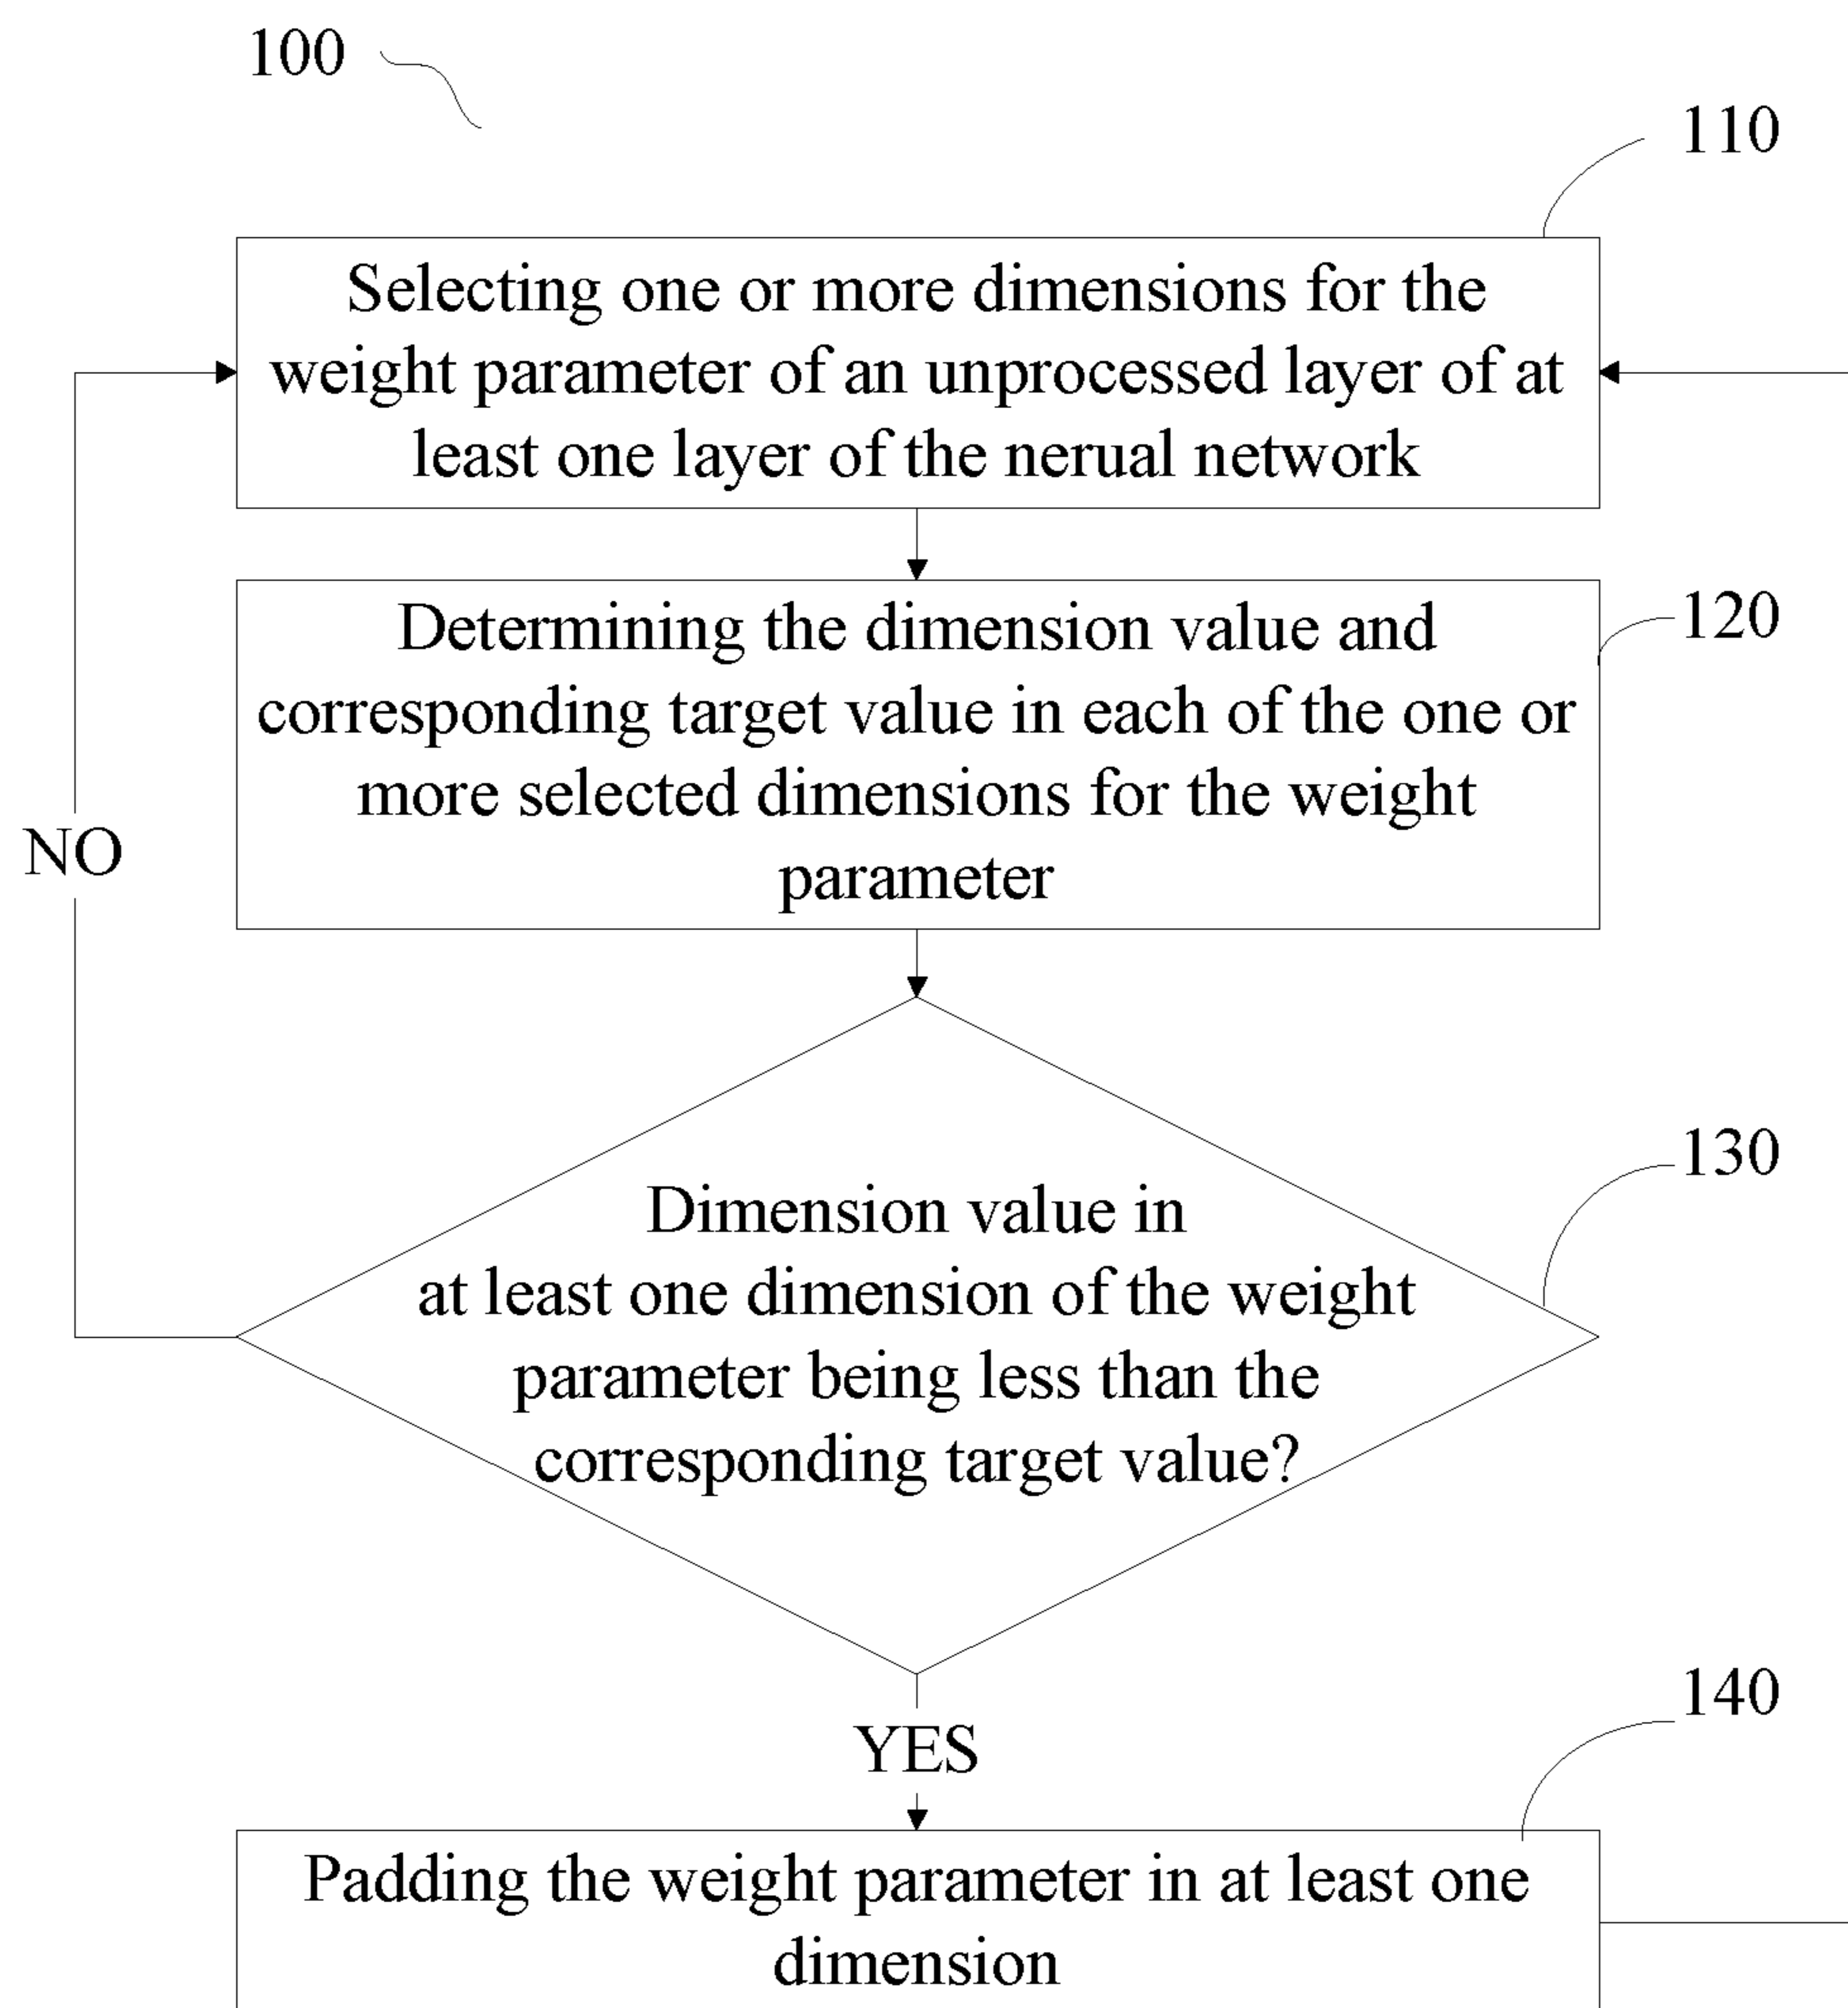 100
110
Selecting one or more dimensions for the
weight parameter of an unprocessed layer of at
least one layer of the nerual network
120
Determining the dimension value and
corresponding target value in each of the one or
more selected dimensions for the weight
parameter
NO
130
Dimension value in
at least one dimension of the weight
parameter being less than the
corresponding target value?
YES
140
Padding the weight parameter in at least one
dimension